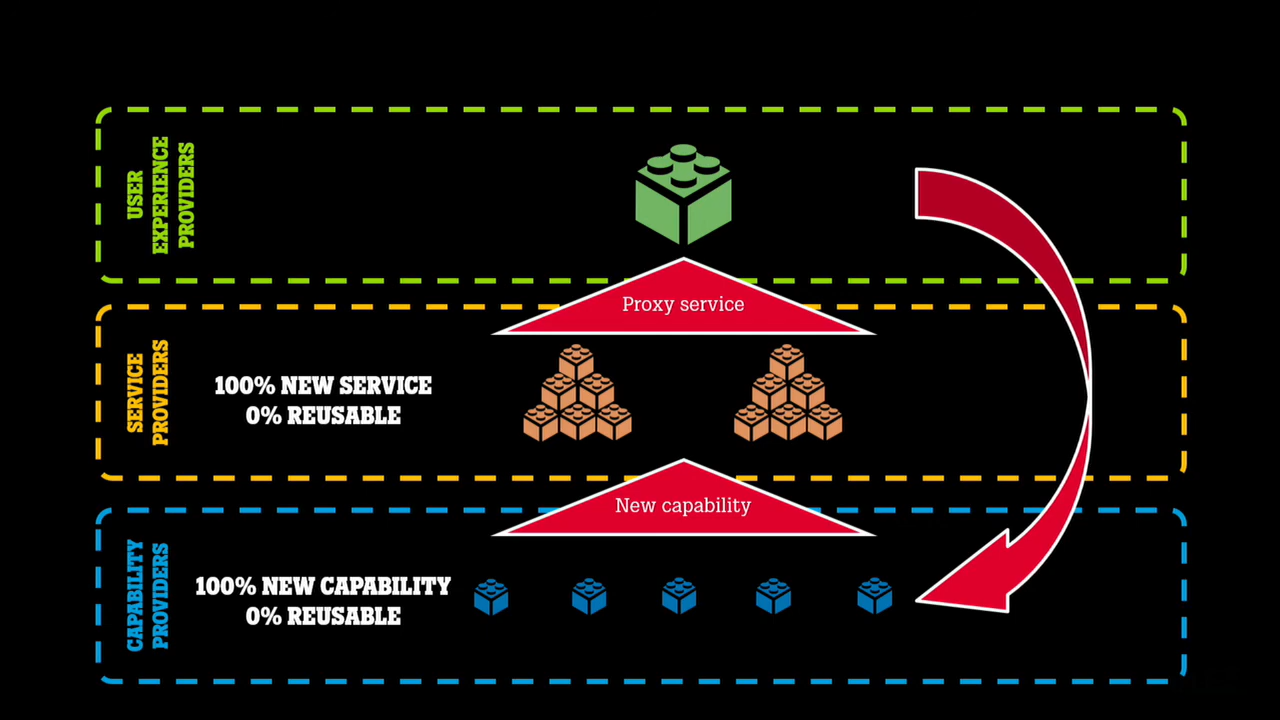 USER
EXPERIENCE
PROVIDERS
Proxy service
SERVICE
PROVIDERS
100% NEW SERVICE
0% REUSABLE
New capability
CAPABILITY
PROVIDERS
100% NEW CAPABILITY
0% REUSABLE